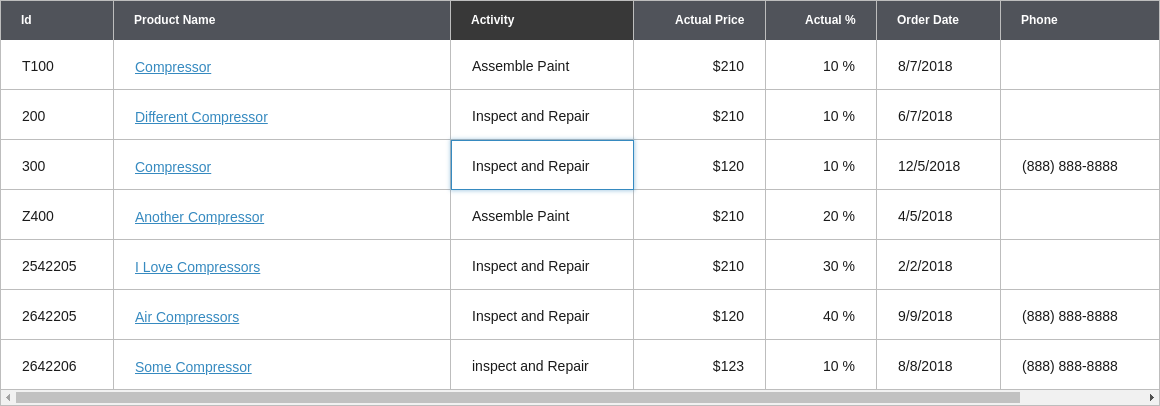 Id Product Name Activity Actual Price Actual % Order Date Phone
T100 Compressor Assemble Paint $210 10 % 8/7/2018
200 Different Compressor Inspect and Repair $210 10 % 6/7/2018
300 Compressor Inspect and Repair $120 10 % 12/5/2018 (888) 888-8888
Z400 Another Compressor Assemble Paint $210 20 % 4/5/2018
2542205 I Love Compressors Inspect and Repair $210 30 % 2/2/2018
2642205 Air Compressors Inspect and Repair $120 40 % 9/9/2018 (888) 888-8888
2642206 Some Compressor inspect and Repair $123 10 % 8/8/2018 (888) 888-8888